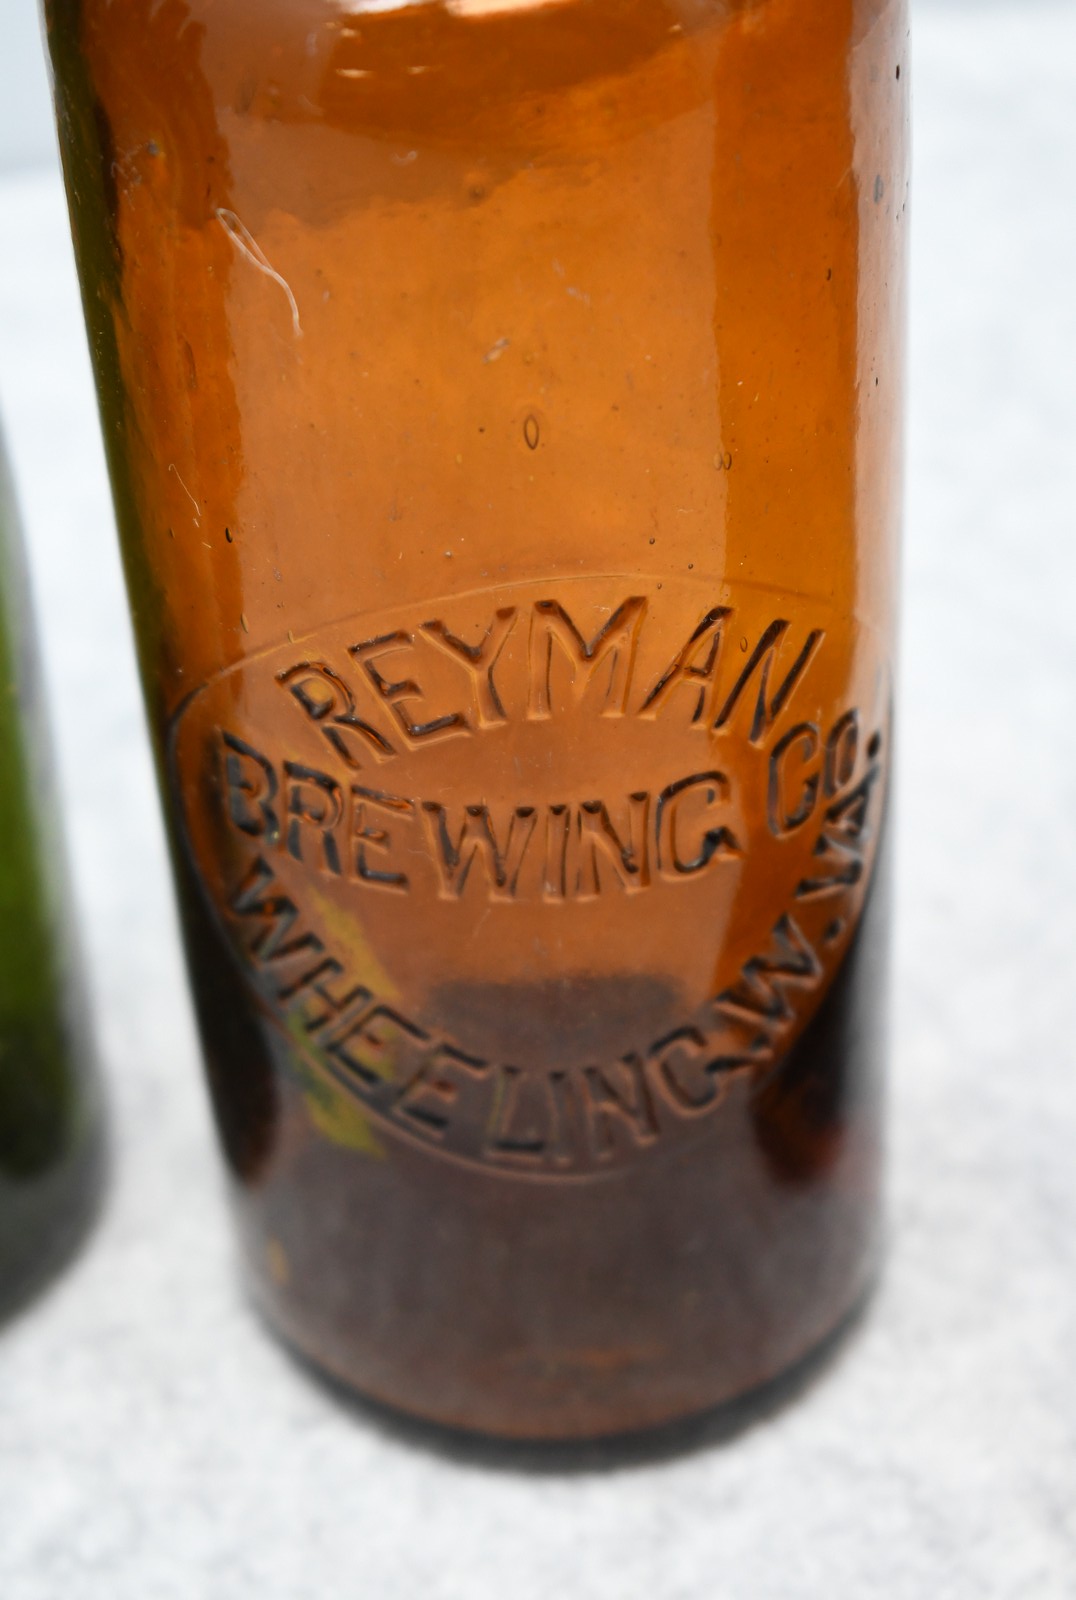 REYMAN
BREWING CO.
WHEELING, W. VA.